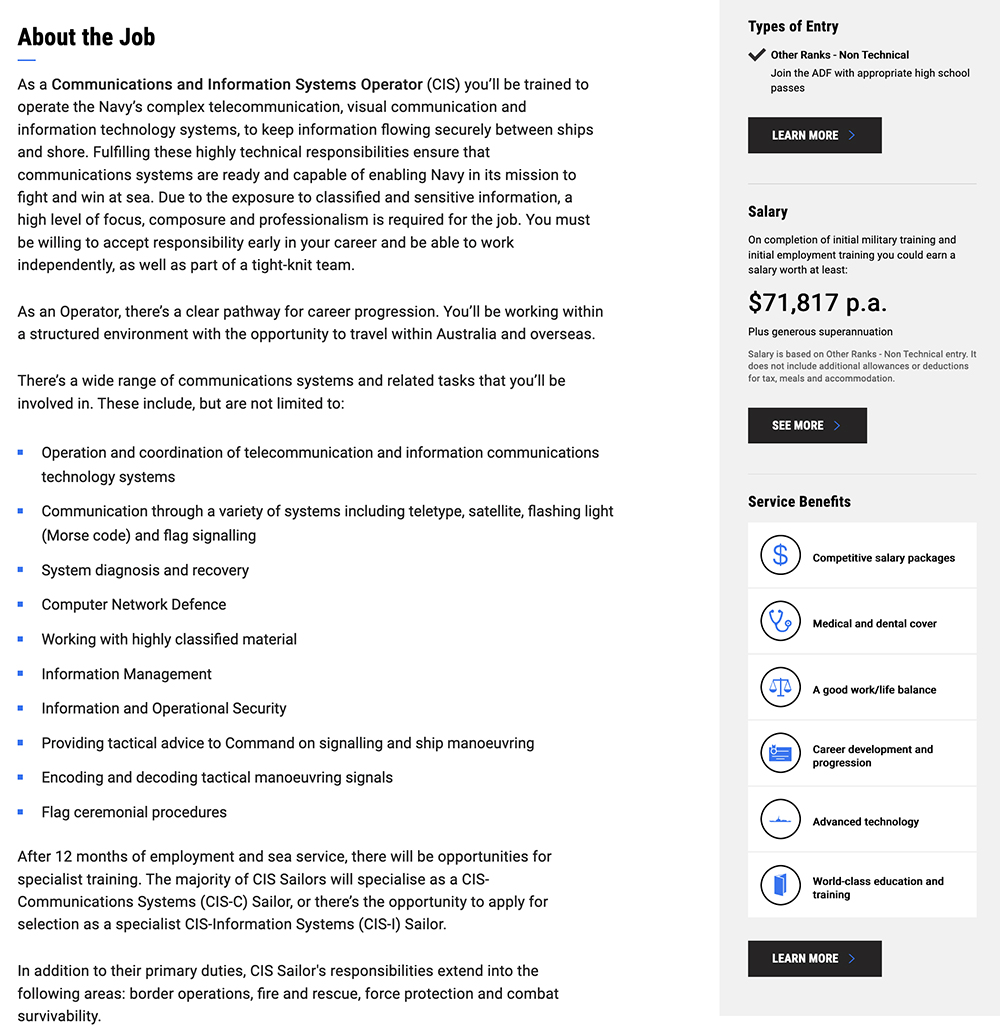 About the Job
As a Communications and Information Systems Operator (CIS) you’ll be trained to
operate the Navy’s complex telecommunication, visual communication and
information technology systems, to keep information flowing securely between ships
and shore. Fulfilling these highly technical responsibilities ensure that
communications systems are ready and capable of enabling Navy in its mission to
fight and win at sea. Due to the exposure to classified and sensitive information, a
high level of focus, composure and professionalism is required for the job. You must
be willing to accept responsibility early in your career and be able to work
independently, as well as part of a tight-knit team.
As an Operator, there’s a clear pathway for career progression. You’ll be working within
a structured environment with the opportunity to travel within Australia and overseas.
There’s a wide range of communications systems and related tasks that you’ll be
involved in. These include, but are not limited to:
Operation and coordination of telecommunication and information communications
technology systems
Communication through a variety of systems including teletype, satellite, flashing light
(Morse code) and flag signalling
System diagnosis and recovery
Computer Network Defence
Working with highly classified material
Information Management
Information and Operational Security
Providing tactical advice to Command on signalling and ship manoeuvring
Encoding and decoding tactical manoeuvring signals
Flag ceremonial procedures
After 12 months of employment and sea service, there will be opportunities for
specialist training. The majority of CIS Sailors will specialise as a CIS-
Communications Systems (CIS-C) Sailor, or there’s the opportunity to apply for
selection as a specialist CIS-Information Systems (CIS-I) Sailor.
In addition to their primary duties, CIS Sailor's responsibilities extend into the
following areas: border operations, fire and rescue, force protection and combat
survivability.
Types of Entry
Other Ranks - Non Technical
Join the ADF with appropriate high school
passes
LEARN MORE
Salary
On completion of initial military training and
initial employment training you could earn a
salary worth at least:
$71,817 p.a.
Plus generous superannuation
Salary is based on Other Ranks - Non Technical entry. It
does not include additional allowances or deductions
for tax, meals and accommodation.
SEE MORE
Service Benefits
Competitive salary packages
Medical and dental cover
A good work/life balance
Career development and
progression
Advanced technology
World-class education and
training
LEARN MORE